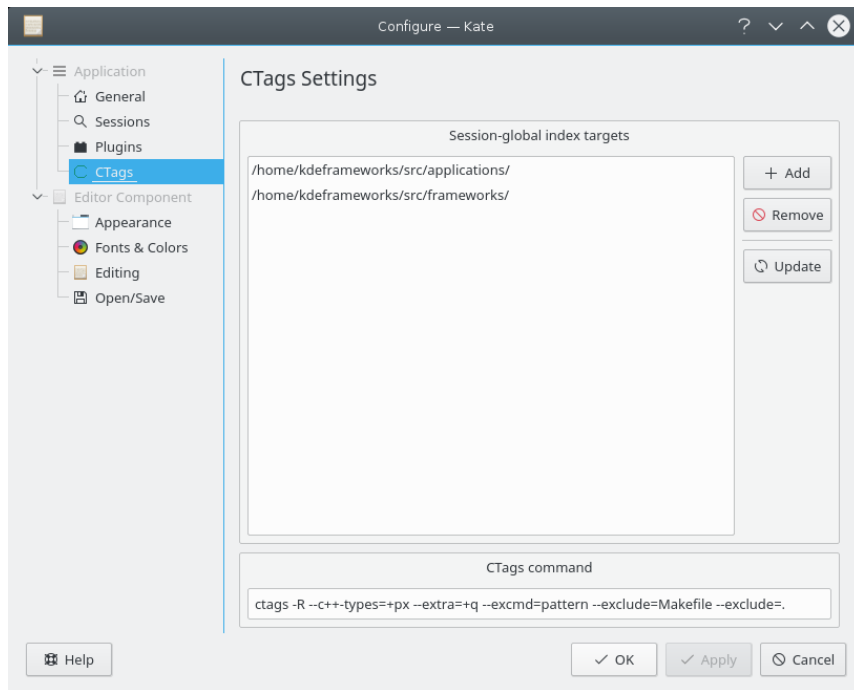 Configure — Kate
Application
General
Sessions
Plugins
CTags
Editor Component
Appearance
Fonts & Colors
Editing
Open/Save
CTags Settings
Session-global index targets
/home/kdeframeworks/src/applications/
/home/kdeframeworks/src/frameworks/
+ Add
Remove
Update
CTags command
ctags -R --c++-types=+px --extra=+q --excmd=pattern --exclude=Makefile --exclude=.
Help
OK
Apply
Cancel